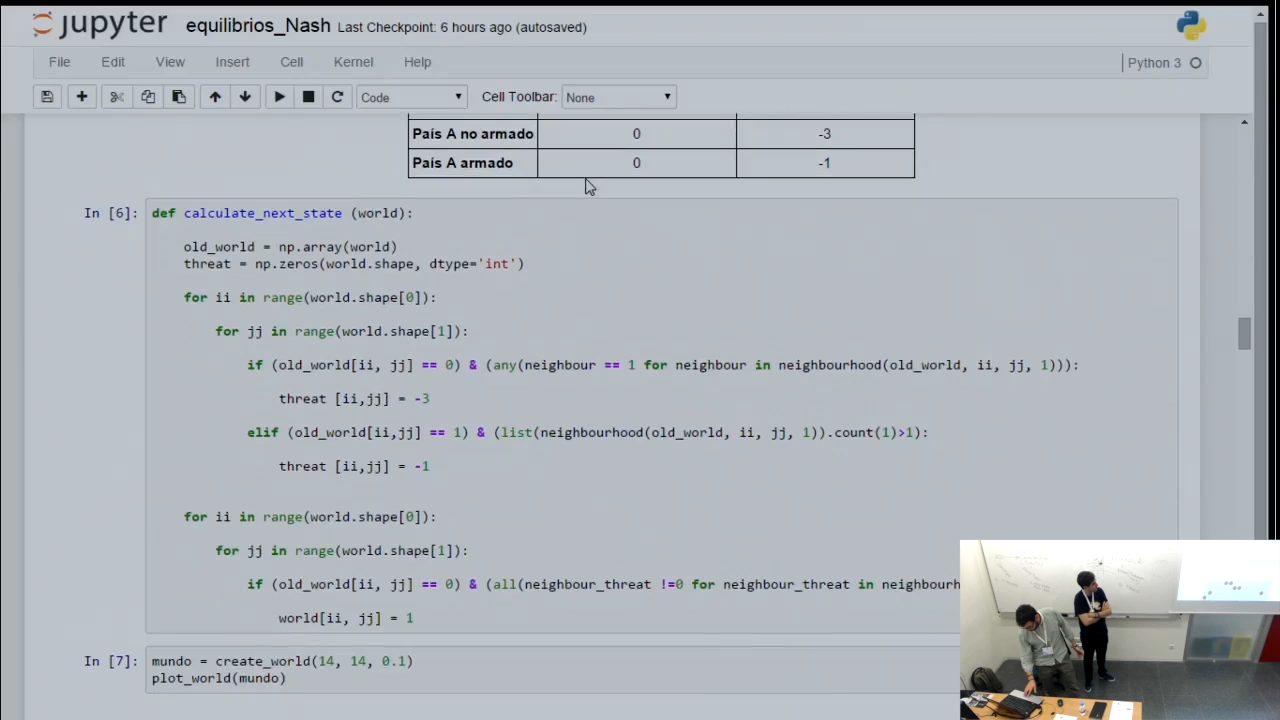 jupyter equilibrios_Nash Last Checkpoint: 6 hours ago (autosaved)
File Edit View Insert Cell Kernel Help Python 3
Code Cell Toolbar: None
País A no armado 0 -3
País A armado 0 -1
In [6]: def calculate_next_state (world):
old_world = np.array(world)
threat = np.zeros(world.shape, dtype='int')
for ii in range(world.shape[0]):
for jj in range(world.shape[1]):
if (old_world[ii, jj] == 0) & (any(neighbour == 1 for neighbour in neighbourhood(old_world, ii, jj, 1))):
threat [ii,jj] = -3
elif (old_world[ii,jj] == 1) & (list(neighbourhood(old_world, ii, jj, 1)).count(1)>1):
threat [ii,jj] = -1
for ii in range(world.shape[0]):
for jj in range(world.shape[1]):
if (old_world[ii, jj] == 0) & (all(neighbour_threat !=0 for neighbour_threat in neighbourh
world[ii, jj] = 1
In [7]: mundo = create_world(14, 14, 0.1)
plot_world(mundo)